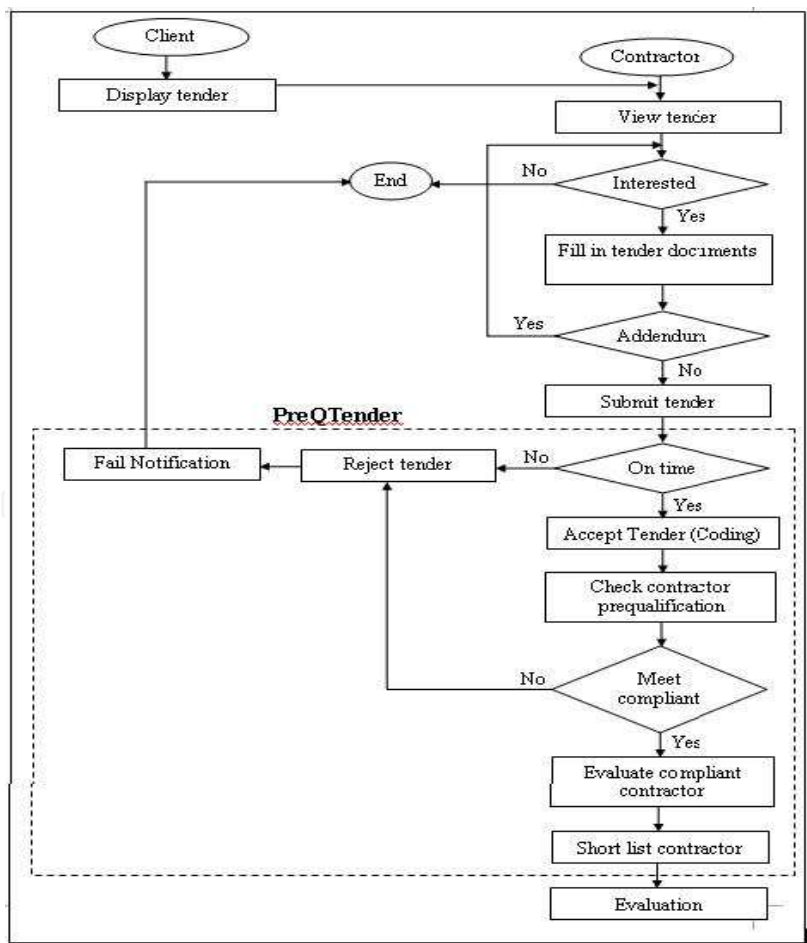 Client
Contractor
Display tender
View tender
No
End
Interested
Yes
Fill in tender documents
Yes
Addendum
No
Submit tender
PreQTender
Fail Notification
Reject tender
No
On time
Yes
Accept Tender (Coding)
Check contractor
prequalification
No
Meet
compliant
Yes
Evaluate compliant
contractor
Short list contractor
Evaluation